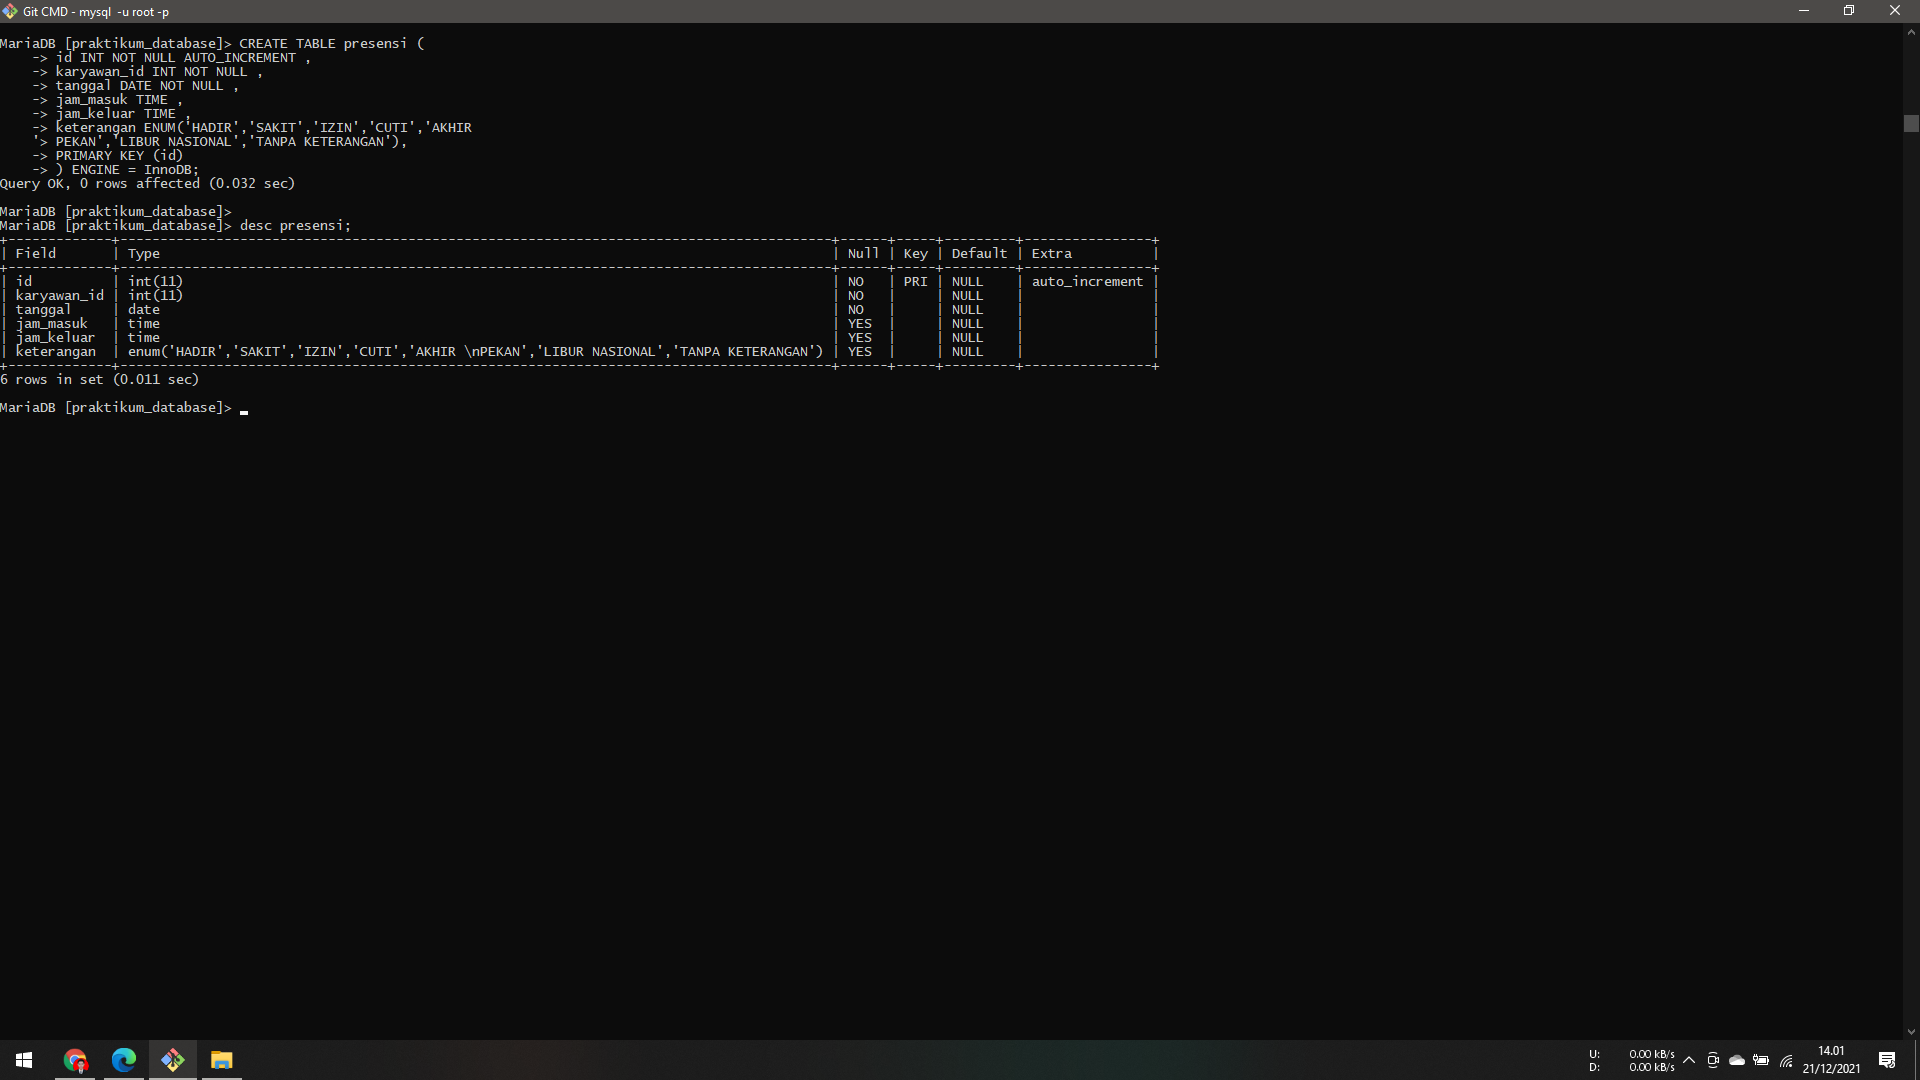 Git CMD - mysql  -u root -p
MariaDB [praktikum_database]> CREATE TABLE presensi (
    -> id INT NOT NULL AUTO_INCREMENT ,
    -> karyawan_id INT NOT NULL ,
    -> tanggal DATE NOT NULL ,
    -> jam_masuk TIME ,
    -> jam_keluar TIME ,
    -> keterangan ENUM('HADIR','SAKIT','IZIN','CUTI','AKHIR
    '> PEKAN','LIBUR NASIONAL','TANPA KETERANGAN'),
    -> PRIMARY KEY (id)
    -> ) ENGINE = InnoDB;
Query OK, 0 rows affected (0.032 sec)
MariaDB [praktikum_database]>
MariaDB [praktikum_database]> desc presensi;
+-------------+-----------------------------------------------------------------------------------------+------+-----+---------+----------------+
| Field       | Type                                                                                    | Null | Key | Default | Extra          |
+-------------+-----------------------------------------------------------------------------------------+------+-----+---------+----------------+
| id          | int(11)                                                                                 | NO   | PRI | NULL    | auto_increment |
| karyawan_id | int(11)                                                                                 | NO   |     | NULL    |                |
| tanggal     | date                                                                                    | NO   |     | NULL    |                |
| jam_masuk   | time                                                                                    | YES  |     | NULL    |                |
| jam_keluar  | time                                                                                    | YES  |     | NULL    |                |
| keterangan  | enum('HADIR','SAKIT','IZIN','CUTI','AKHIR \nPEKAN','LIBUR NASIONAL','TANPA KETERANGAN') | YES  |     | NULL    |                |
+-------------+-----------------------------------------------------------------------------------------+------+-----+---------+----------------+
6 rows in set (0.011 sec)
MariaDB [praktikum_database]> _
U: 0.00 kB/s
D: 0.00 kB/s
14.01
21/12/2021